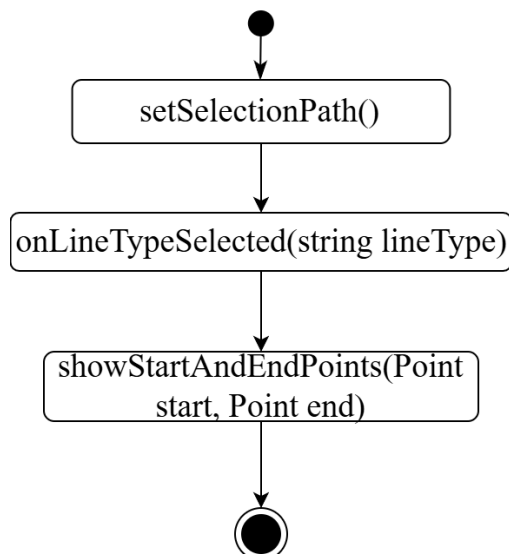 setSelectionPath()
onLineTypeSelected(string lineType)
showStartAndEndPoints(Point
start, Point end)